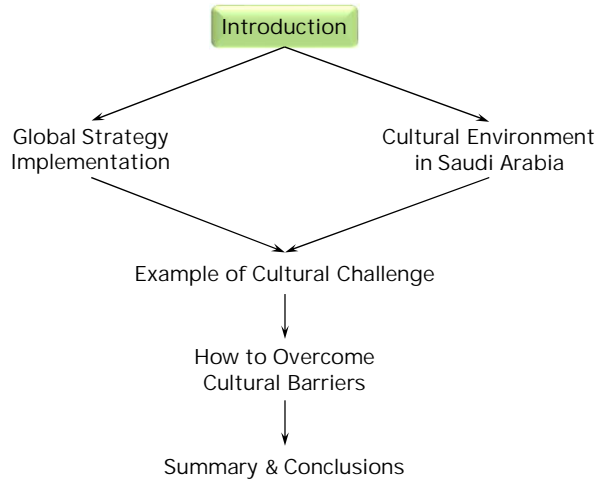 Introduction
Global Strategy
Implementation
Cultural Environment
in Saudi Arabia
Example of Cultural Challenge
How to Overcome
Cultural Barriers
Summary & Conclusions